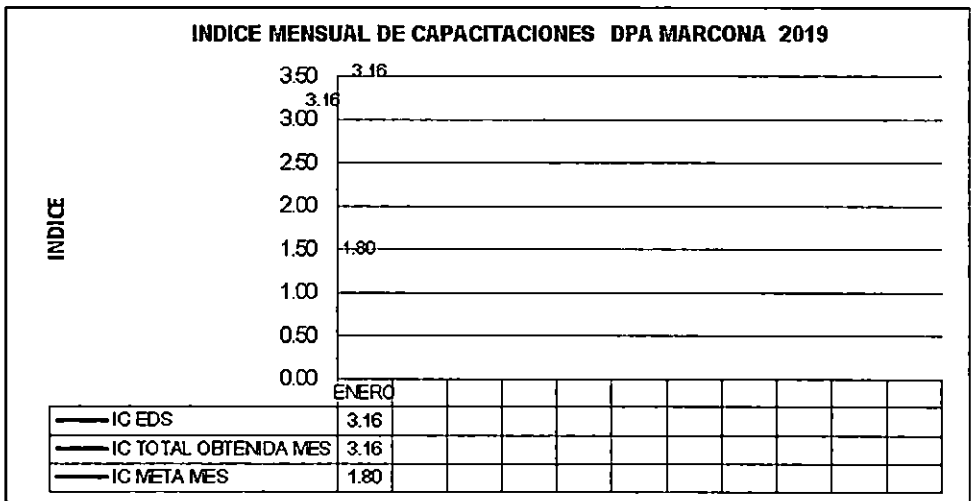 INDICE MENSUAL DE CAPACITACIONES DPA MARCONA 2019
3.50
3.16
3.16
3.00
2.50
2.00
INDICE
1.50
1.80
1.00
0.50
0.00
ENERO
IC EDS 3.16
IC TOTAL OBTENIDA MES 3.16
IC META MES 1.80